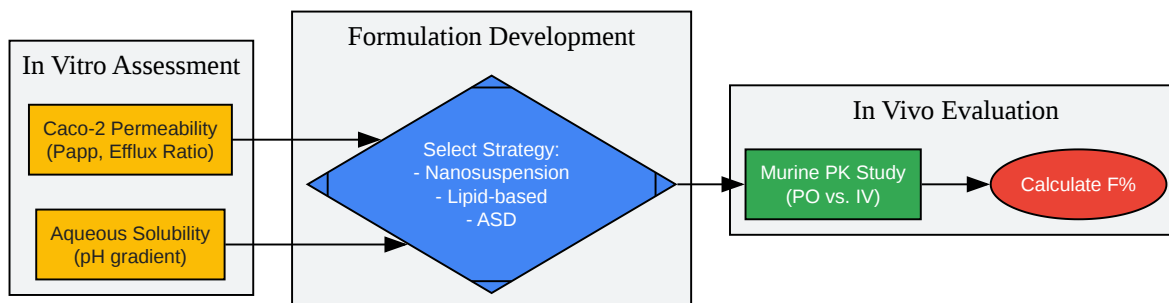 In Vitro Assessment
Caco-2 Permeability
(Papp, Efflux Ratio)
Aqueous Solubility
(pH gradient)
Formulation Development
Select Strategy:
- Nanosuspension
- Lipid-based
- ASD
In Vivo Evaluation
Murine PK Study
(PO vs. IV)
Calculate F%